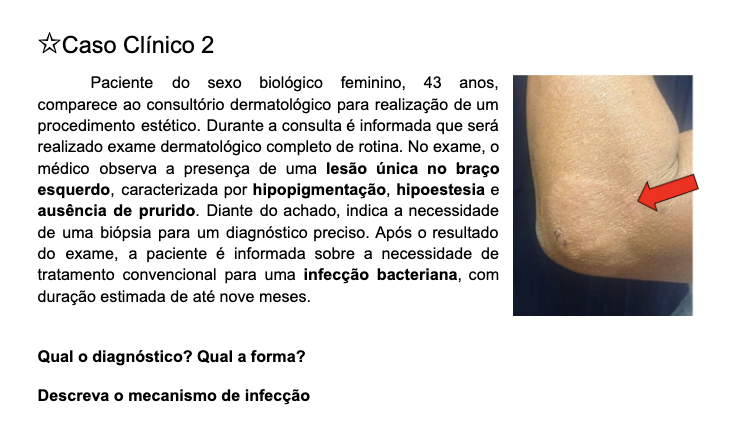 ☆Caso Clínico 2
Paciente do sexo biológico feminino, 43 anos,
comparece ao consultório dermatológico para realização de um
procedimento estético. Durante a consulta é informada que será
realizado exame dermatológico completo de rotina. No exame, o
médico observa a presença de uma lesão única no braço
esquerdo, caracterizada por hipopigmentação, hipoestesia e
ausência de prurido. Diante do achado, indica a necessidade
de uma biópsia para um diagnóstico preciso. Após o resultado
do exame, a paciente é informada sobre a necessidade de
tratamento convencional para uma infecção bacteriana, com
duração estimada de até nove meses.
Qual o diagnóstico? Qual a forma?
Descreva o mecanismo de infecção